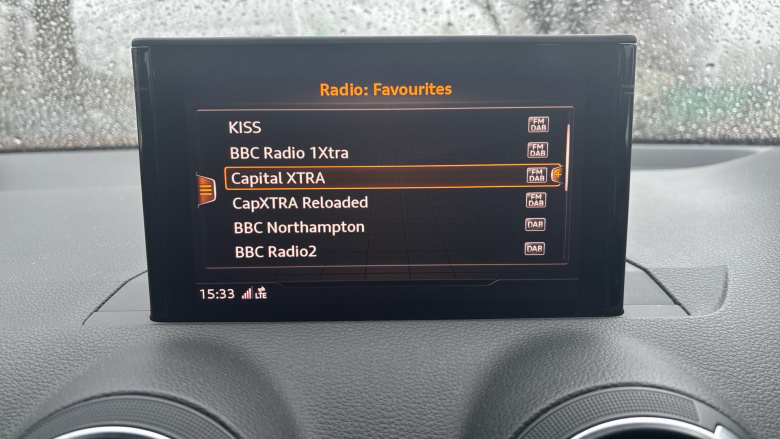 Radio: Favourites
KISS FM DAB
BBC Radio 1Xtra FM DAB
Capital XTRA FM DAB
CapXTRA Reloaded FM DAB
BBC Northampton DAB
BBC Radio2 DAB
15:33 LTE